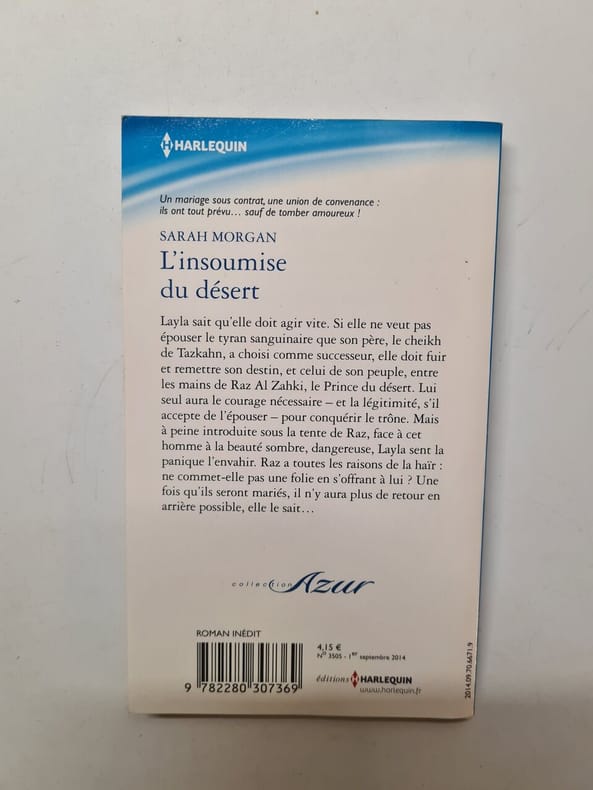 HARLEQUIN
Un mariage sous contrat, une union de convenance :
ils ont tout prévu... sauf de tomber amoureux !
SARAH MORGAN
L'insoumise
du désert
Layla sait qu'elle doit agir vite. Si elle ne veut pas
épouser le tyran sanguinaire que son père, le cheikh
de Tazkahn, a choisi comme successeur, elle doit fuir
et remettre son destin, et celui de son peuple, entre
les mains de Raz Al Zahki, le Prince du désert. Lui
seul aura le courage nécessaire – et la légitimité, s'il
accepte de l'épouser – pour conquérir le trône. Mais
à peine introduite sous la tente de Raz, face à cet
homme à la beauté sombre, dangereuse, Layla sent la
panique l'envahir. Raz a toutes les raisons de la haïr :
ne commet-elle pas une folie en s'offrant à lui ? Une
fois qu'ils seront mariés, il n'y aura plus de retour en
arrière possible, elle le sait...
collection Azur
ROMAN INÉDIT
9 782280 307369
4,15 €
N° 3505 - 1er septembre 2014
éditions HARLEQUIN
www.harlequin.fr
2014.09.70.6671.9